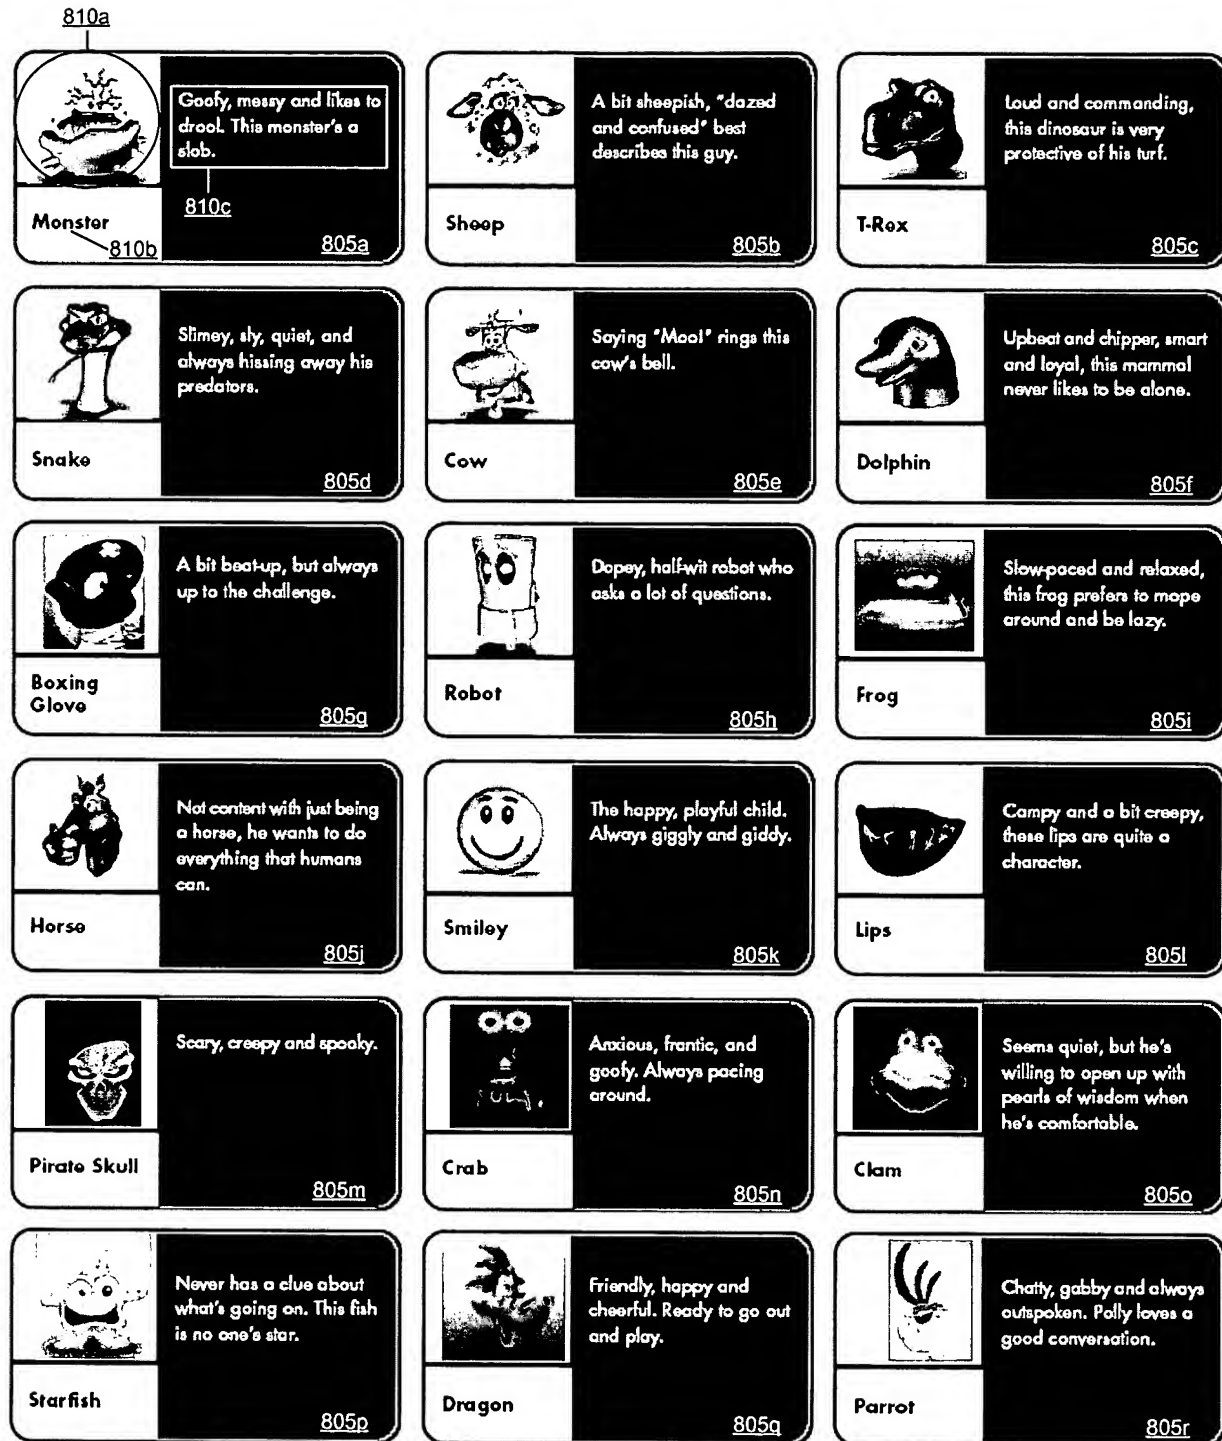 810a
Goofy, messy and likes to
drool. This monster's a
slob.
810c
Monster
810b
805a
A bit sheepish, "dazed
and confused" best
describes this guy.
Sheep
805b
Loud and commanding,
this dinosaur is very
protective of his turf.
T-Rex
805c
Slimey, sly, quiet, and
always hissing away his
predators.
Snake
805d
Saying "Moo!" rings this
cow's bell.
Cow
805e
Upbeat and chipper, smart
and loyal, this mammal
never likes to be alone.
Dolphin
805f
A bit beat-up, but always
up to the challenge.
Boxing
Glove
805g
Dopey, half-wit robot who
asks a lot of questions.
Robot
805h
Slow-paced and relaxed,
this frog prefers to mope
around and be lazy.
Frog
805i
Not content with just being
a horse, he wants to do
everything that humans
can.
Horse
805j
The happy, playful child.
Always giggly and giddy.
Smiley
805k
Campy and a bit creepy,
these lips are quite a
character.
Lips
805l
Scary, creepy and spooky.
Pirate Skull
805m
Anxious, frantic, and
goofy. Always pacing
around.
Crab
805n
Seems quiet, but he's
willing to open up with
pearls of wisdom when
he's comfortable.
Clam
805o
Never has a clue about
what's going on. This fish
is no one's star.
Starfish
805p
Friendly, happy and
cheerful. Ready to go out
and play.
Dragon
805q
Chatty, gabby and always
outspoken. Polly loves a
good conversation.
Parrot
805r